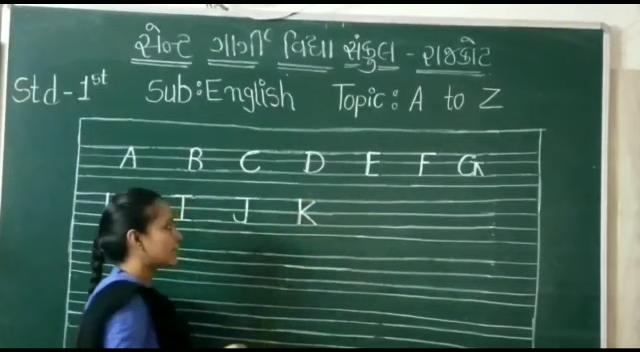 સેન્ટ ગાર્ગી વિદ્યા સંકુલ - રાજકોટ
Std - 1st Sub : English Topic : A to Z
A B C D E F G
I J K